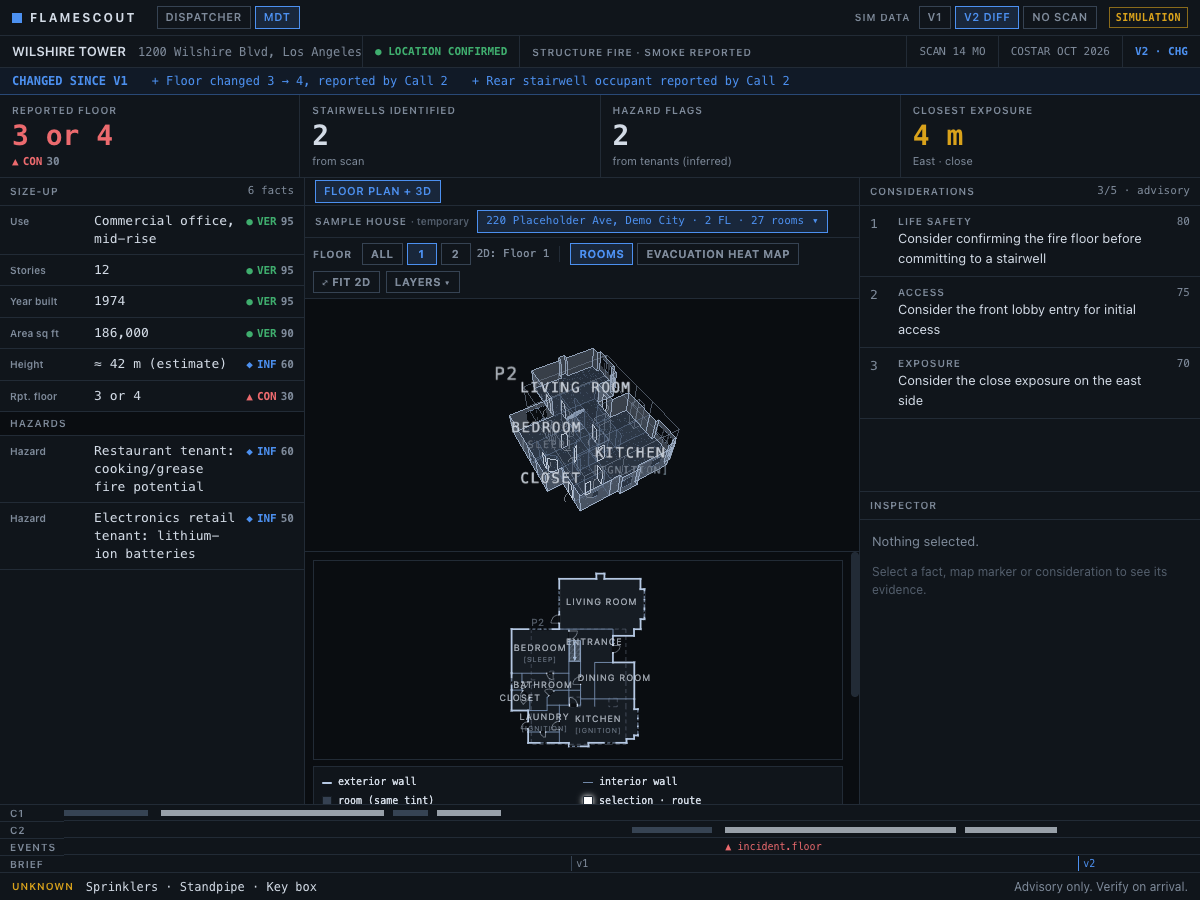 FLAMESCOUT DISPATCHER MDT SIM DATA V1 V2 DIFF NO SCAN SIMULATION
WILSHIRE TOWER 1200 Wilshire Blvd, Los Angeles ● LOCATION CONFIRMED STRUCTURE FIRE · SMOKE REPORTED SCAN 14 MO COSTAR OCT 2026 V2 · CHG
CHANGED SINCE V1 + Floor changed 3 → 4, reported by Call 2 + Rear stairwell occupant reported by Call 2
REPORTED FLOOR
3 or 4
▲ CON 30
STAIRWELLS IDENTIFIED
2
from scan
HAZARD FLAGS
2
from tenants (inferred)
CLOSEST EXPOSURE
4 m
East · close
SIZE-UP 6 facts
Use Commercial office, mid-rise ● VER 95
Stories 12 ● VER 95
Year built 1974 ● VER 95
Area sq ft 186,000 ● VER 90
Height ≈ 42 m (estimate) ◆ INF 60
Rpt. floor 3 or 4 ▲ CON 30
HAZARDS
Hazard Restaurant tenant: ◆ INF 60
cooking/grease
fire potential
Hazard Electronics retail ◆ INF 50
tenant: lithium-
ion batteries
FLOOR PLAN + 3D
SAMPLE HOUSE · temporary 220 Placeholder Ave, Demo City · 2 FL · 27 rooms ▾
FLOOR ALL 1 2 2D: Floor 1 ROOMS EVACUATION HEAT MAP
⤢ FIT 2D LAYERS ▾
P2
LIVING ROOM
BEDROOM
[SLEEP]
KITCHEN
[IGNITION]
CLOSET
LIVING ROOM
P2
ENTRANCE
BEDROOM
[SLEEP]
DINING ROOM
BATHROOM
CLOSET
LAUNDRY
[IGNITION]
KITCHEN
[IGNITION]
exterior wall interior wall
room (same tint) selection · route
CONSIDERATIONS 3/5 · advisory
1 LIFE SAFETY 80
Consider confirming the fire floor before
committing to a stairwell
2 ACCESS 75
Consider the front lobby entry for initial
access
3 EXPOSURE 70
Consider the close exposure on the east
side
INSPECTOR
Nothing selected.
Select a fact, map marker or consideration to see its
evidence.
C1
C2
EVENTS ▲ incident.floor
BRIEF v1 v2
UNKNOWN Sprinklers · Standpipe · Key box Advisory only. Verify on arrival.